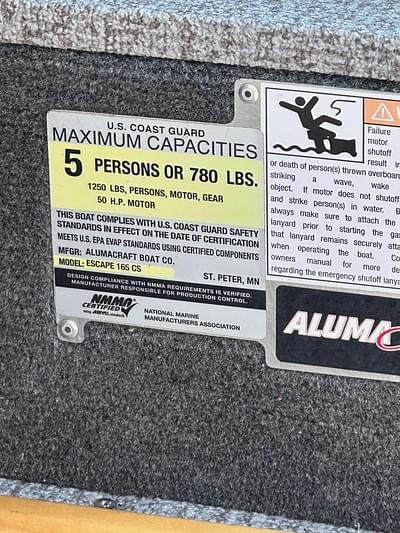 U.S. COAST GUARD
MAXIMUM CAPACITIES
5 PERSONS OR 780 LBS.
1250 LBS, PERSONS, MOTOR, GEAR
50 H.P. MOTOR
THIS BOAT COMPLIES WITH U.S. COAST GUARD SAFETY
STANDARDS IN EFFECT ON THE DATE OF CERTIFICATION
MEETS U.S. EPA EVAP STANDARDS USING CERTIFIED COMPONENTS
MFGR: ALUMACRAFT BOAT CO.
MODEL: ESCAPE 165 CS
ST. PETER, MN
DESIGN COMPLIANCE WITH NMMA REQUIREMENTS IS VERIFIED.
MANUFACTURER RESPONSIBLE FOR PRODUCTION CONTROL.
NMMA
CERTIFIED
using ABYC standards
NATIONAL MARINE
MANUFACTURERS ASSOCIATION
Failure
motor
shutoff
result in
or death of person(s) thrown overboard
striking a wave, wake
object. If motor does not shutoff
and strike person(s) in water.
always make sure to attach the
lanyard prior to starting the
that lanyard remains securely
when operating the boat.
owners manual for more
regarding the emergency shutoff
ALUMA